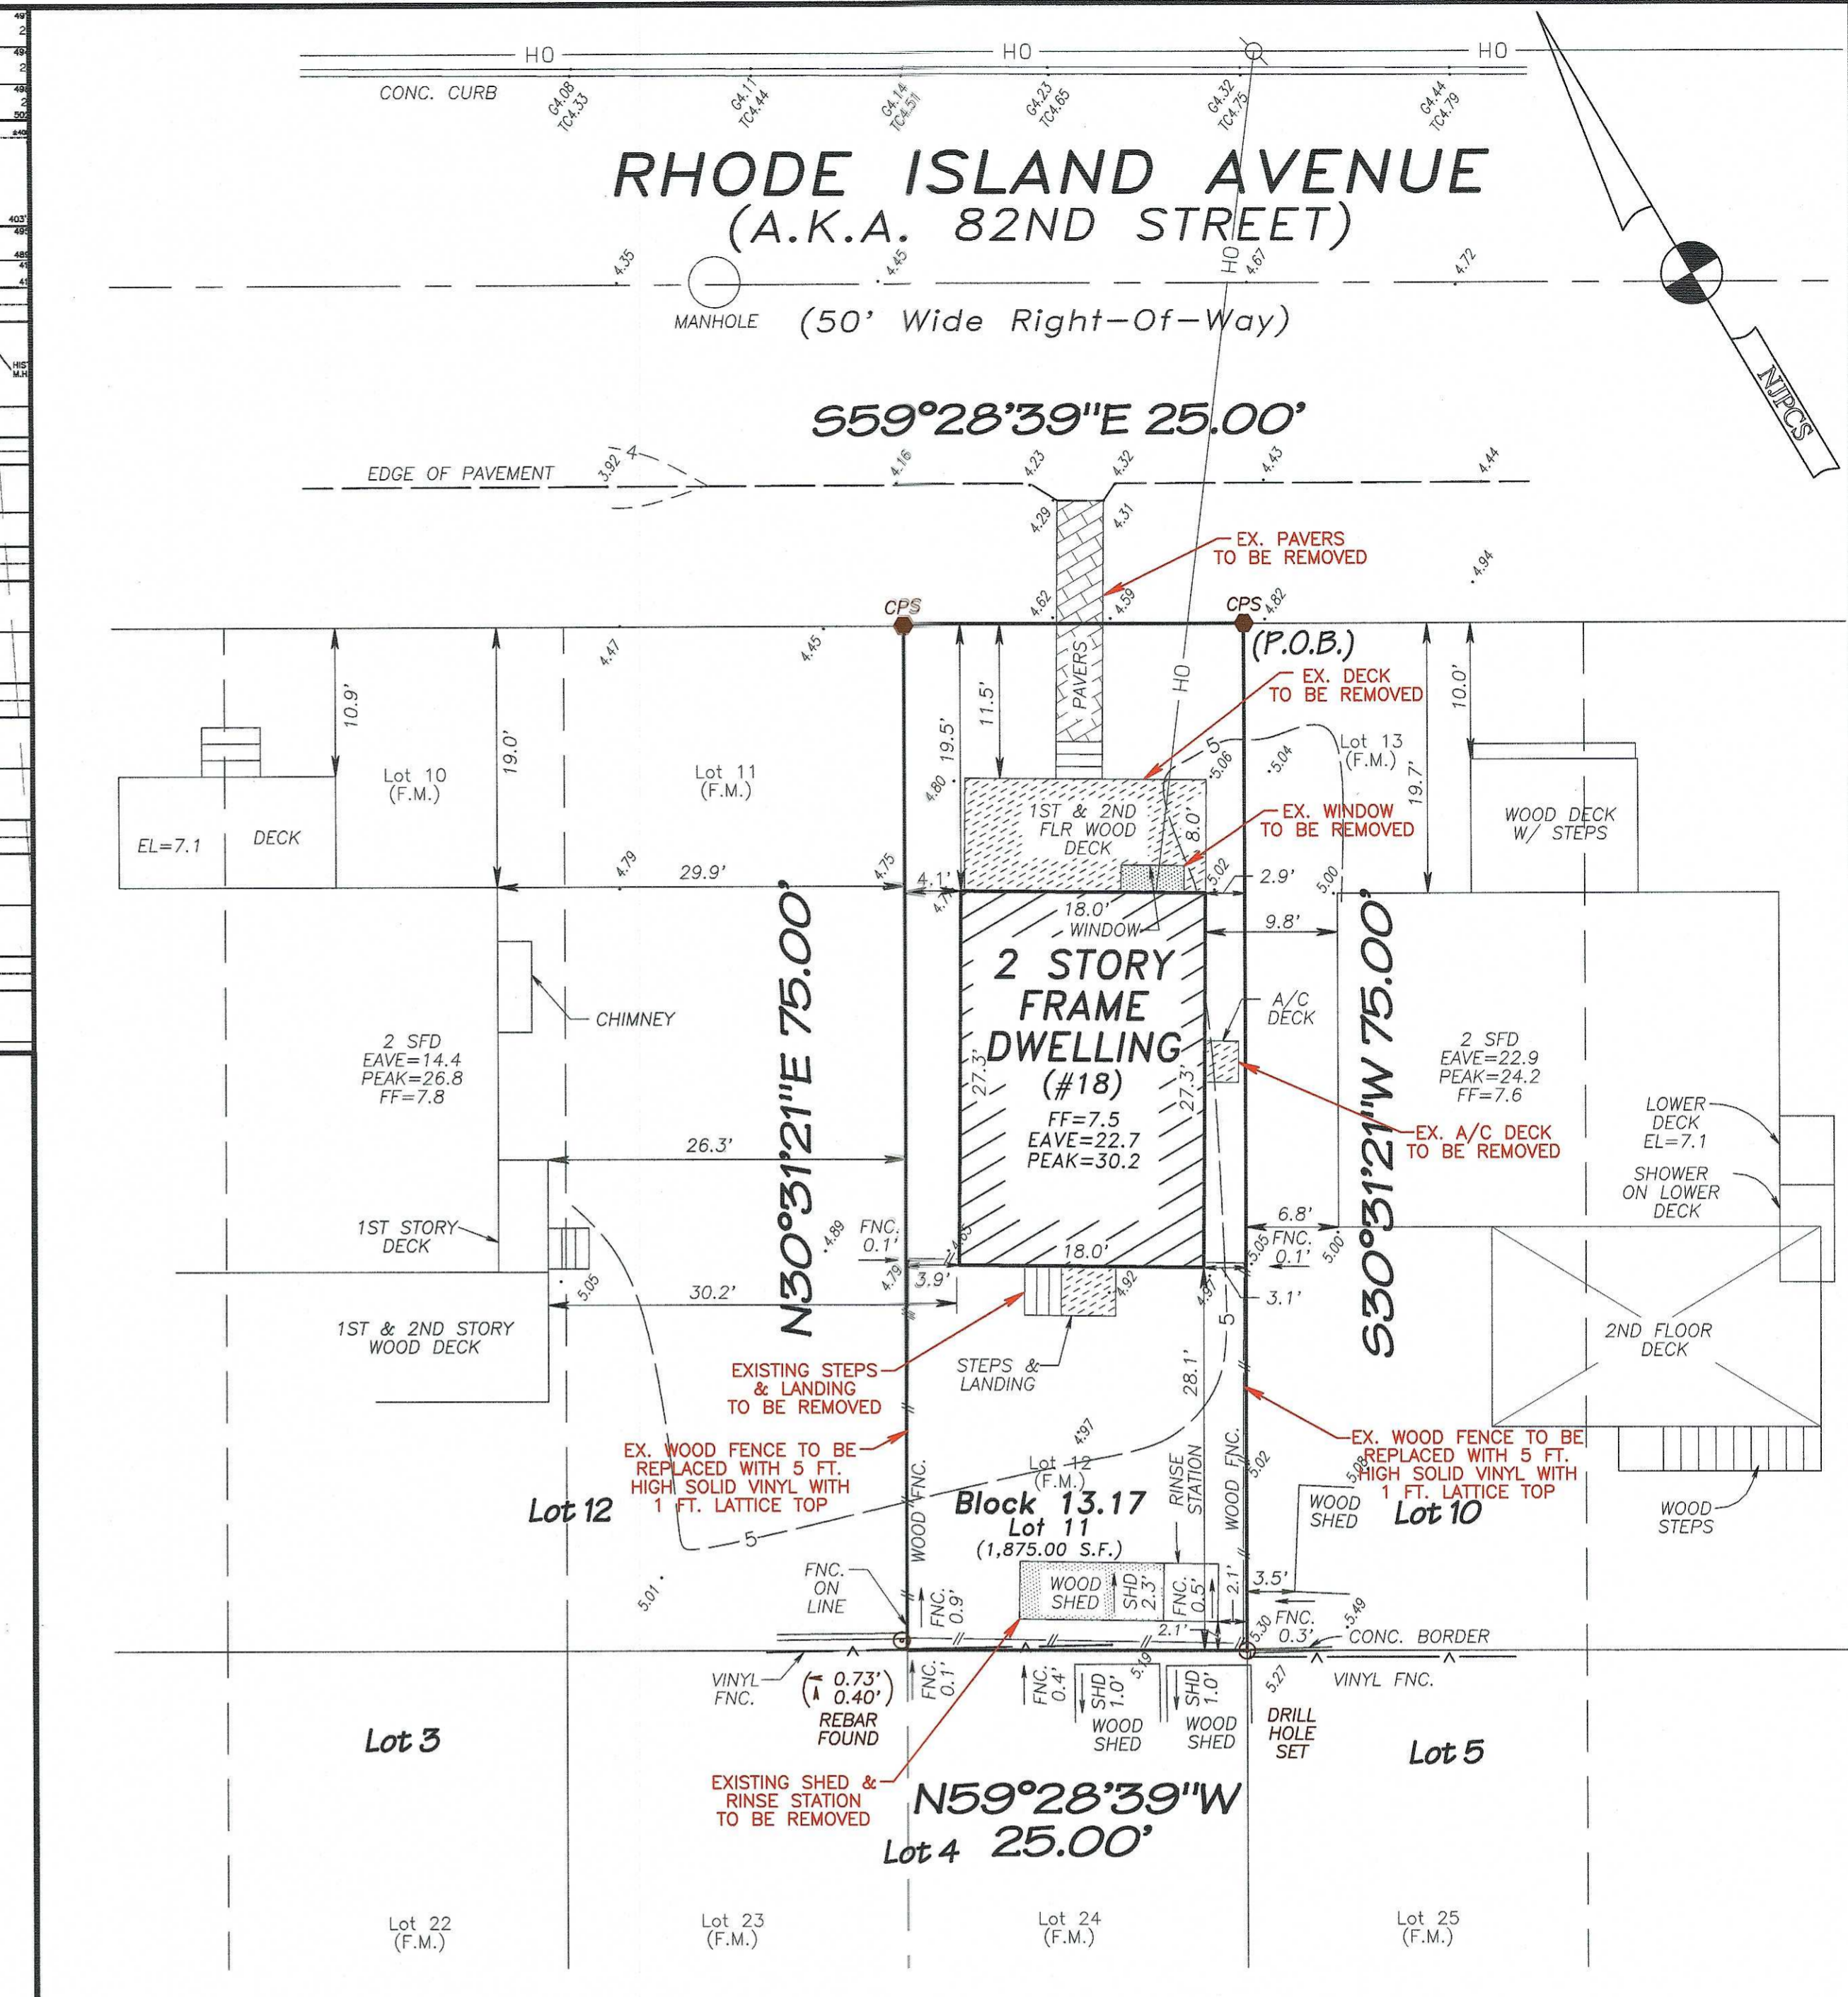 HO HO HO
CONC. CURB
G4.08
TC4.33
G4.11
TC4.44
G4.14
TC4.51
G4.23
TC4.65
G4.32
TC4.75
G4.44
TC4.79
RHODE ISLAND AVENUE
(A.K.A. 82ND STREET)
4.35
4.45
HO
4.67
4.72
MANHOLE
(50' Wide Right-Of-Way)
NJPCS
S59°28'39"E 25.00'
EDGE OF PAVEMENT
3.92
4
4.16
4.23
4.32
4.43
4.44
4.29
4.31
EX. PAVERS
TO BE REMOVED
4.94
CPS
4.62
4.59
CPS
4.82
(P.O.B.)
4.47
4.45
10.9'
19.0'
19.5'
11.5'
PAVERS
HO
EX. DECK
TO BE REMOVED
19.7'
10.0'
Lot 10
(F.M.)
Lot 11
(F.M.)
Lot 13
(F.M.)
4.80
5
5.06
5.04
EL=7.1
DECK
1ST & 2ND
FLR WOOD
DECK
8.0'
EX. WINDOW
TO BE REMOVED
WOOD DECK
W/ STEPS
4.79
29.9'
4.75
4.1'
5.02
2.9'
5.00
18.0'
WINDOW
9.8'
2 STORY
FRAME
DWELLING
(#18)
FF=7.5
EAVE=22.7
PEAK=30.2
27.3'
27.3'
A/C
DECK
CHIMNEY
N30°31'21"E 75.00'
S30°31'21"W 75.00'
2 SFD
EAVE=14.4
PEAK=26.8
FF=7.8
2 SFD
EAVE=22.9
PEAK=24.2
FF=7.6
EX. A/C DECK
TO BE REMOVED
LOWER
DECK
EL=7.1
SHOWER
ON LOWER
DECK
26.3'
1ST STORY
DECK
4.89
FNC.
0.1'
4.65
18.0'
6.8'
FNC.
0.1'
5.05
5.00
5.05
30.2'
4.79
3.9'
4.92
4.97
3.1'
5
1ST & 2ND STORY
WOOD DECK
2ND FLOOR
DECK
EXISTING STEPS
& LANDING
TO BE REMOVED
STEPS &
LANDING
28.1'
EX. WOOD FENCE TO BE
REPLACED WITH 5 FT.
HIGH SOLID VINYL WITH
1 FT. LATTICE TOP
EX. WOOD FENCE TO BE
REPLACED WITH 5 FT.
HIGH SOLID VINYL WITH
1 FT. LATTICE TOP
4.97
WOOD FNC.
RINSE
STATION
WOOD FNC.
5.02
Lot 12
(F.M.)
Block 13.17
Lot 11
(1,875.00 S.F.)
Lot 12
5
WOOD
SHED
Lot 10
WOOD
STEPS
FNC.
ON
LINE
5.01
FNC.
0.9'
WOOD
SHED
SHD
2.3'
FNC.
0.5'
2.1'
2.1'
3.5'
5.30
FNC.
0.3'
5.49
CONC. BORDER
VINYL
FNC.
0.73'
0.40'
REBAR
FOUND
FNC.
0.1'
FNC.
0.4'
SHD
1.0'
5.19
SHD
1.0'
WOOD
SHED
WOOD
SHED
5.27
DRILL
HOLE
SET
VINYL FNC.
Lot 3
Lot 5
EXISTING SHED &
RINSE STATION
TO BE REMOVED
N59°28'39"W
25.00'
Lot 4
Lot 22
(F.M.)
Lot 23
(F.M.)
Lot 24
(F.M.)
Lot 25
(F.M.)